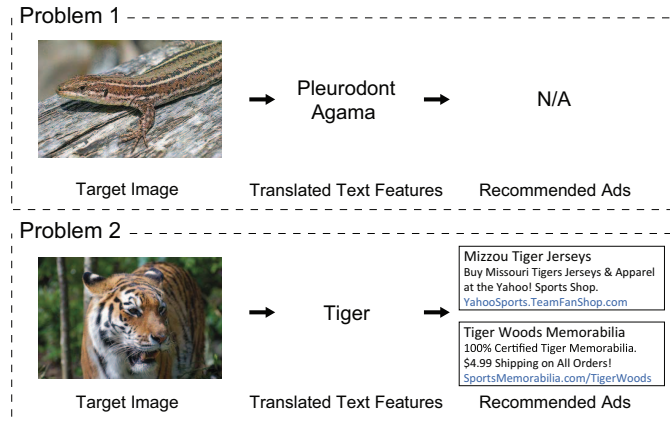 Problem 1
Pleurodont
Agama
N/A
Target Image
Translated Text Features
Recommended Ads
Problem 2
Tiger
Mizzou Tiger Jerseys
Buy Missouri Tigers Jerseys & Apparel
at the Yahoo! Sports Shop.
YahooSports.TeamFanShop.com
Tiger Woods Memorabilia
100% Certified Tiger Memorabilia.
$4.99 Shipping on All Orders!
SportsMemorabilia.com/TigerWoods
Target Image
Translated Text Features
Recommended Ads